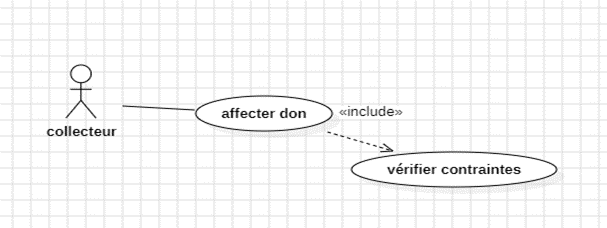 affecter don
«include»
collecteur
vérifier contraintes